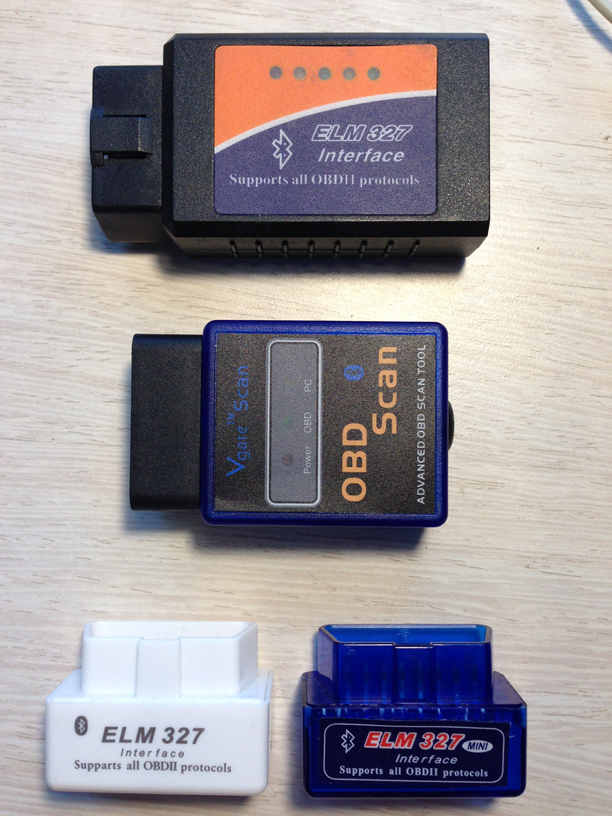 ELM 327
Interface
Supports all OBDII protocols
Vgate™ Scan
Power OBD PC
OBD
Scan
ADVANCED OBD SCAN TOOL
ELM 327
Interface
Supports all OBDII protocols
ELM 327 MINI
Interface
Supports all OBDII protocols